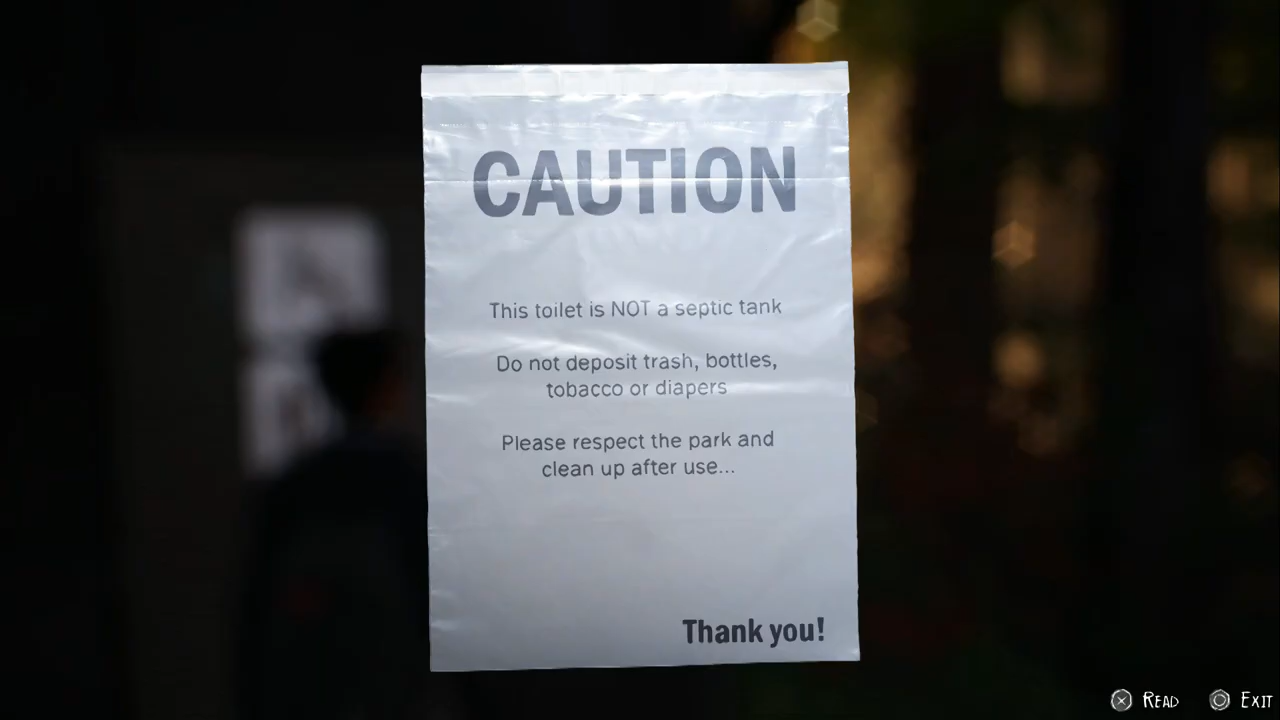 CAUTION
This toilet is NOT a septic tank
Do not deposit trash, bottles,
tobacco or diapers
Please respect the park and
clean up after use...
Thank you!
READ
EXIT